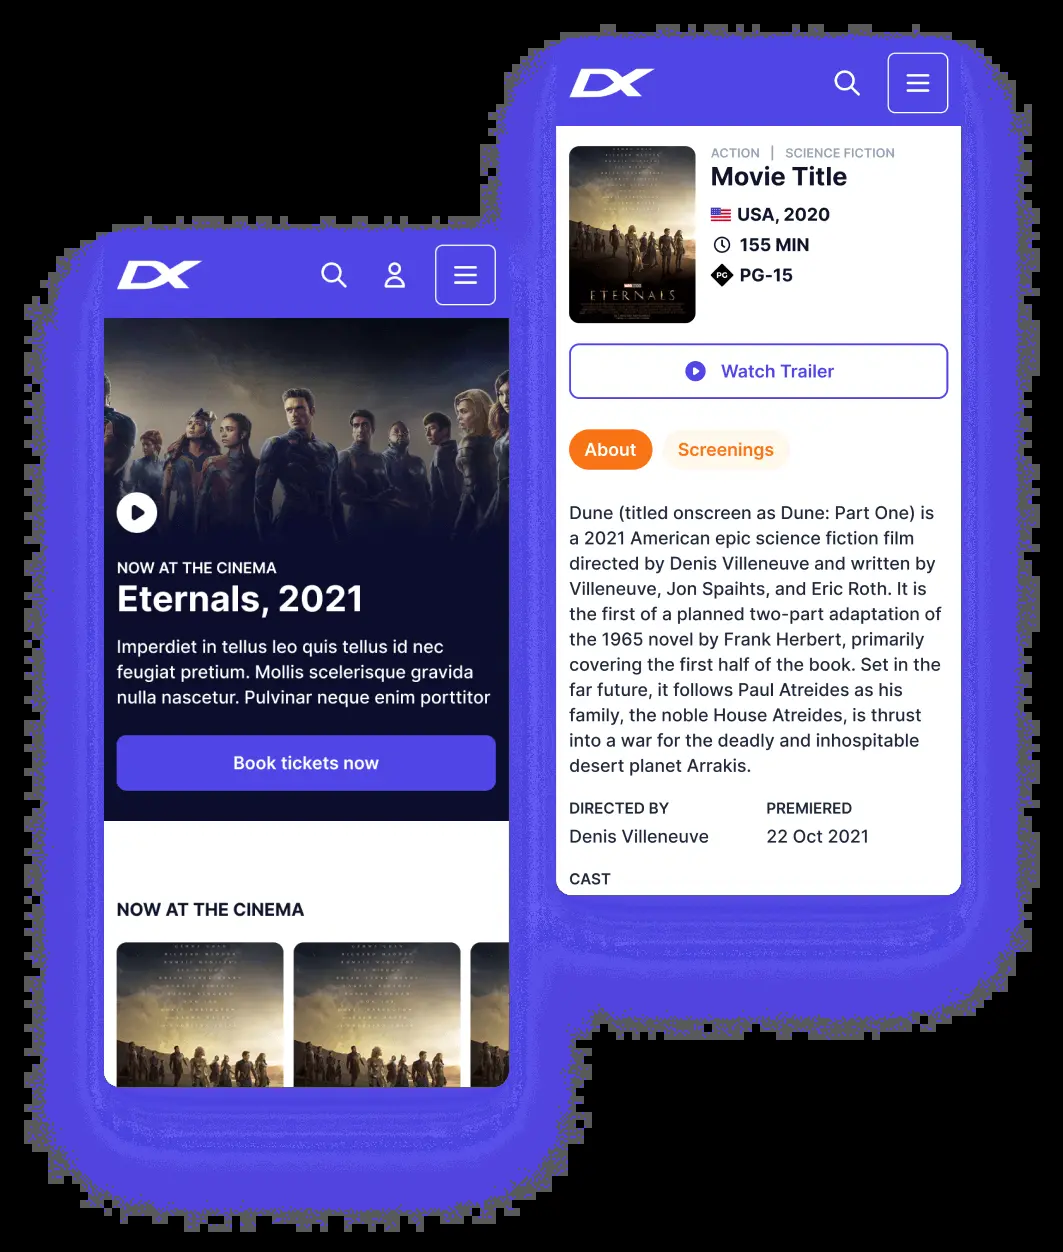 DX
NOW AT THE CINEMA
Eternals, 2021
Imperdiet in tellus leo quis tellus id nec
feugiat pretium. Mollis scelerisque gravida
nulla nascetur. Pulvinar neque enim porttitor
Book tickets now
NOW AT THE CINEMA
DX
ACTION | SCIENCE FICTION
Movie Title
USA, 2020
155 MIN
PG PG-15
ETERNALS
Watch Trailer
About Screenings
Dune (titled onscreen as Dune: Part One) is
a 2021 American epic science fiction film
directed by Denis Villeneuve and written by
Villeneuve, Jon Spaihts, and Eric Roth. It is
the first of a planned two-part adaptation of
the 1965 novel by Frank Herbert, primarily
covering the first half of the book. Set in the
far future, it follows Paul Atreides as his
family, the noble House Atreides, is thrust
into a war for the deadly and inhospitable
desert planet Arrakis.
DIRECTED BY PREMIERED
Denis Villeneuve 22 Oct 2021
CAST